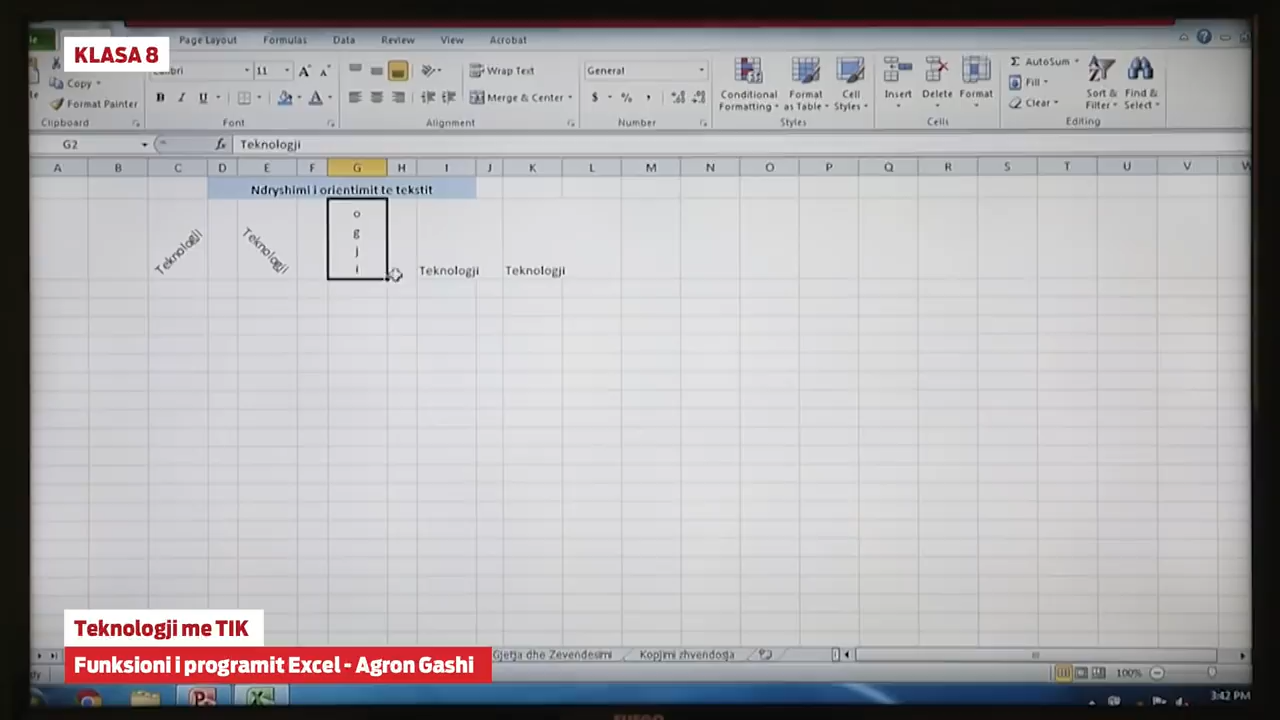 KLASA 8
Page Layout Formulas Data Review View Acrobat
Copy
Format Painter
Clipboard
11
B I U
Font
Wrap Text
Merge & Center
Alignment
General
$ % ,
Number
Conditional Formatting
Format as Table
Cell Styles
Styles
Insert Delete Format
Cells
Σ AutoSum
Fill
Clear
Sort & Filter
Find & Select
Editing
G2 fx Teknologji
A B C D E F G H I J K L M N O P Q R S T U V W
Ndryshimi i orientimit te tekstit
Teknologji
Teknologji
o
g
j
i
Teknologji
Teknologji
Teknologji me TIK
Funksioni i programit Excel - Agron Gashi
Gjetja dhe Zevendesimi
Kopjimi zhvendosja
100%
3:42 PM